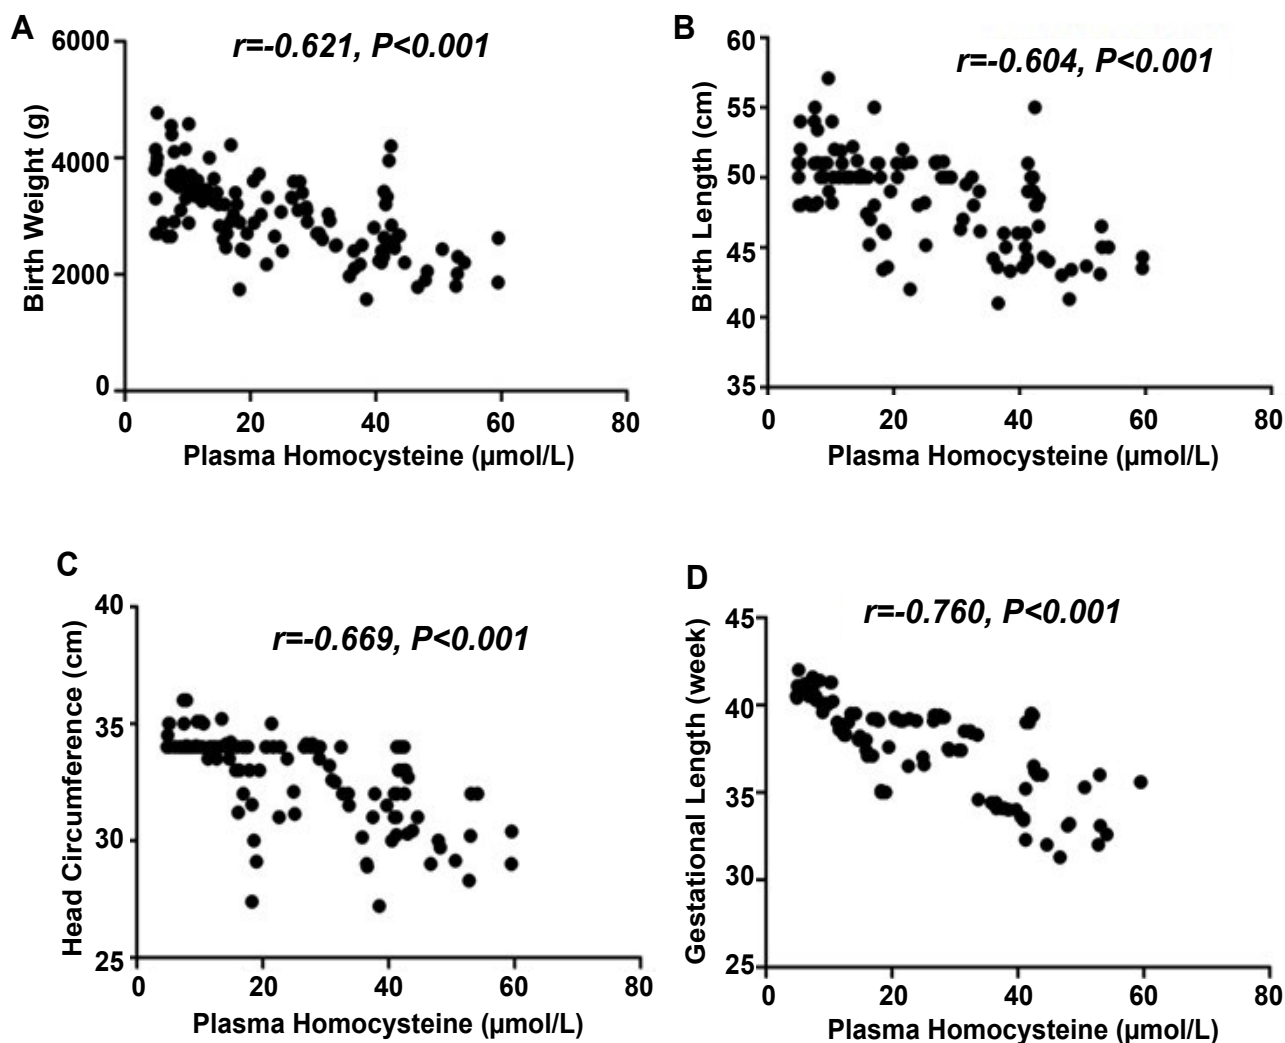 A
r=-0.621, P<0.001
Birth Weight (g)
6000
4000
2000
0
0 20 40 60 80
Plasma Homocysteine (µmol/L)
B
r=-0.604, P<0.001
Birth Length (cm)
60
55
50
45
40
35
0 20 40 60 80
Plasma Homocysteine (µmol/L)
C
r=-0.669, P<0.001
Head Circumference (cm)
40
35
30
25
0 20 40 60 80
Plasma Homocysteine (µmol/L)
D
r=-0.760, P<0.001
Gestational Length (week)
45
40
35
30
25
0 20 40 60 80
Plasma Homocysteine (µmol/L)